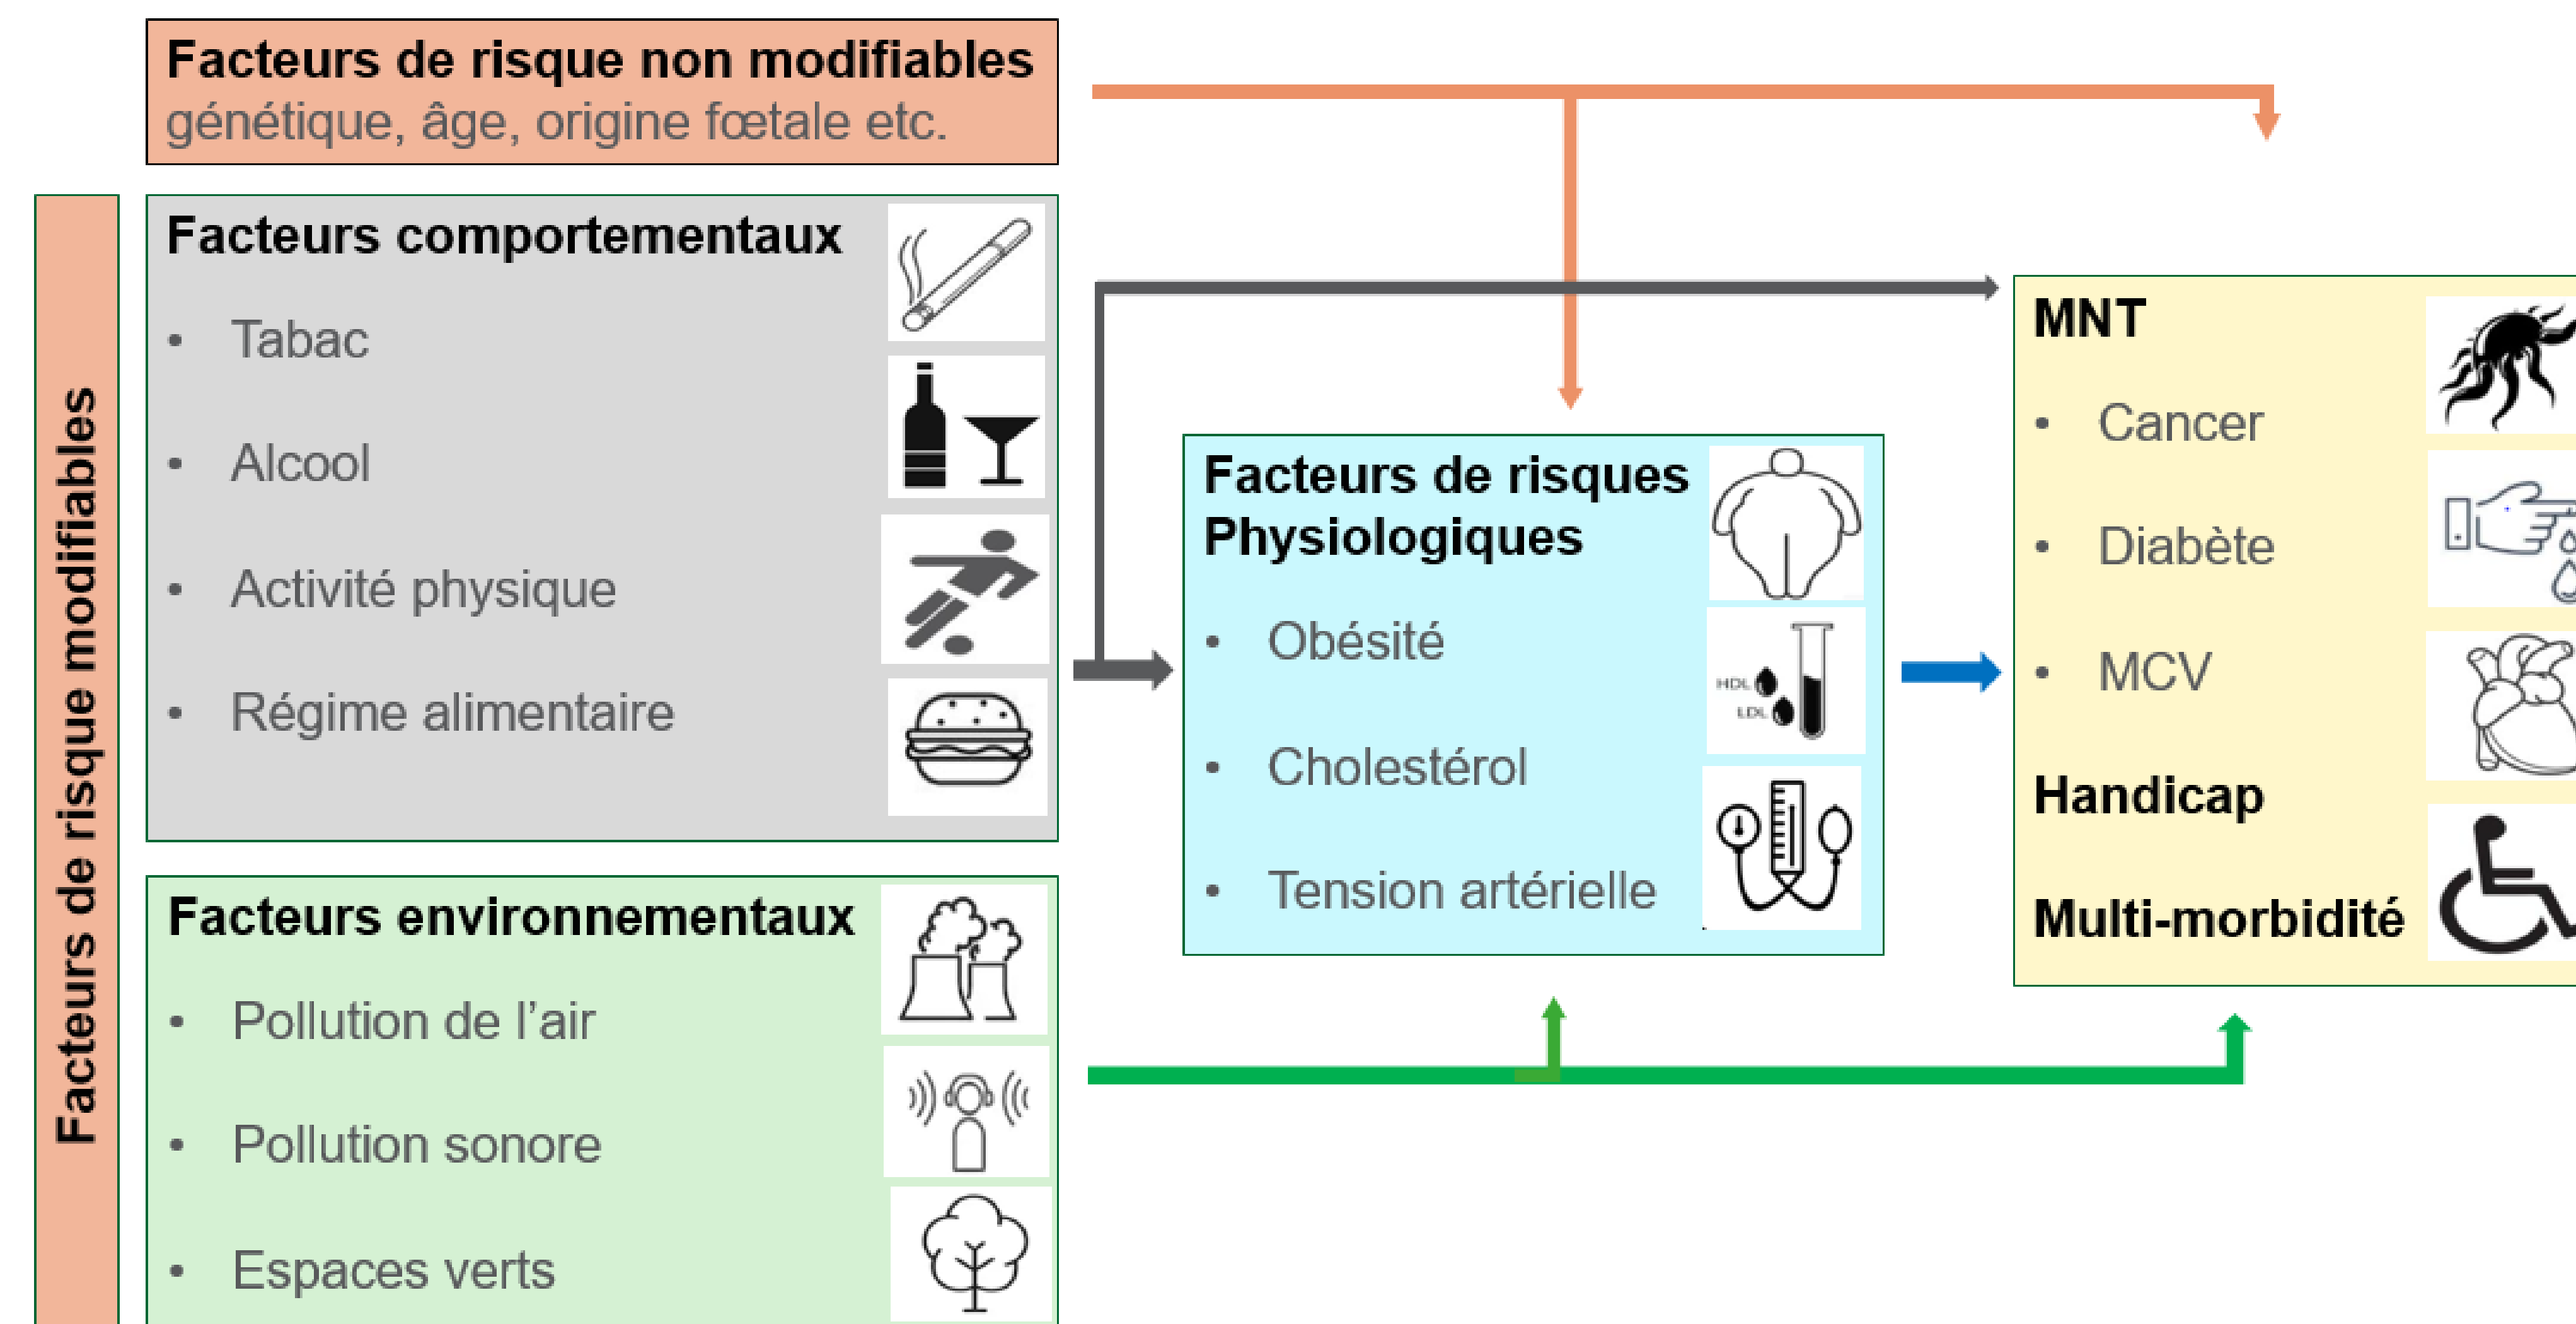 Facteurs de risque non modifiables
génétique, âge, origine fœtale etc.
Facteurs de risque modifiables
Facteurs comportementaux
• Tabac
• Alcool
• Activité physique
• Régime alimentaire
Facteurs environnementaux
• Pollution de l’air
• Pollution sonore
• Espaces verts
Facteurs de risques
Physiologiques
• Obésité
• Cholestérol
• Tension artérielle
HDL
LDL
MNT
• Cancer
• Diabète
• MCV
Handicap
Multi-morbidité